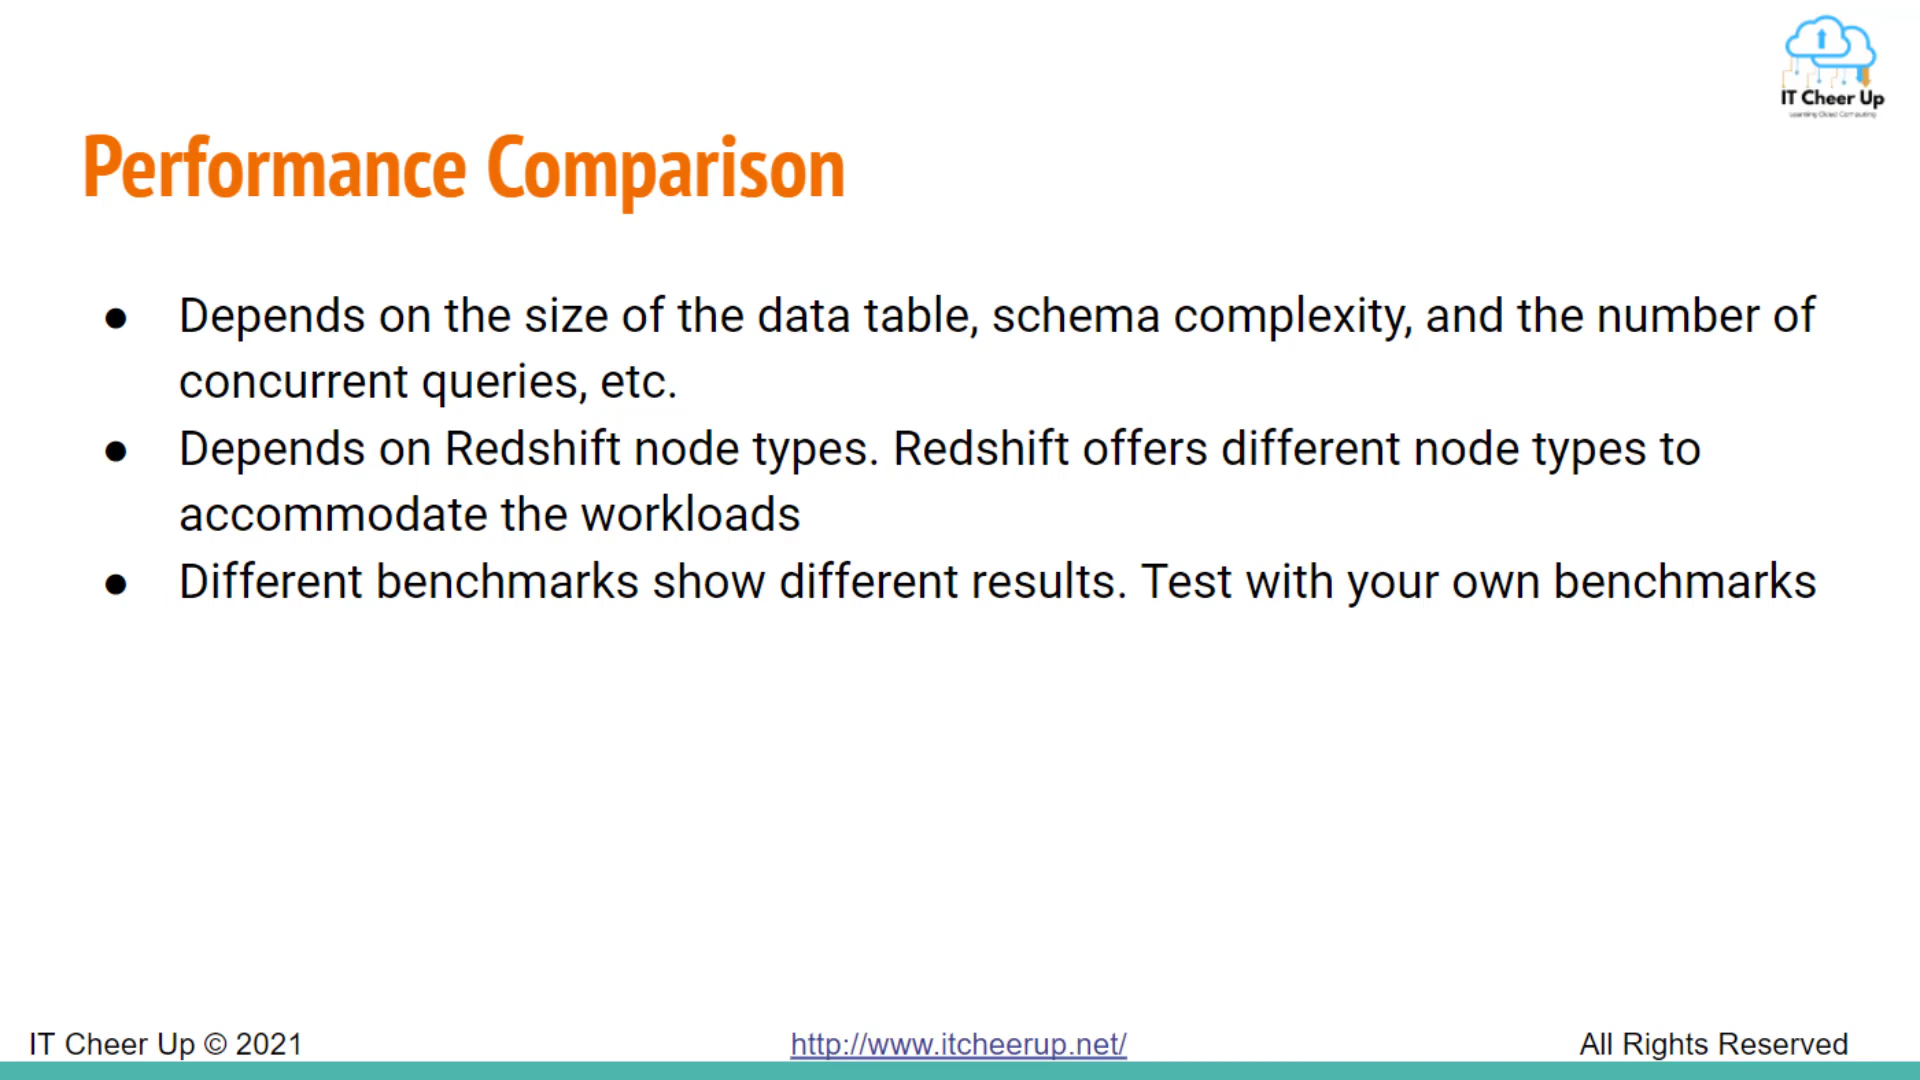 IT Cheer Up
Learning Cloud Computing
Performance Comparison
● Depends on the size of the data table, schema complexity, and the number of
concurrent queries, etc.
● Depends on Redshift node types. Redshift offers different node types to
accommodate the workloads
● Different benchmarks show different results. Test with your own benchmarks
IT Cheer Up © 2021
http://www.itcheerup.net/
All Rights Reserved